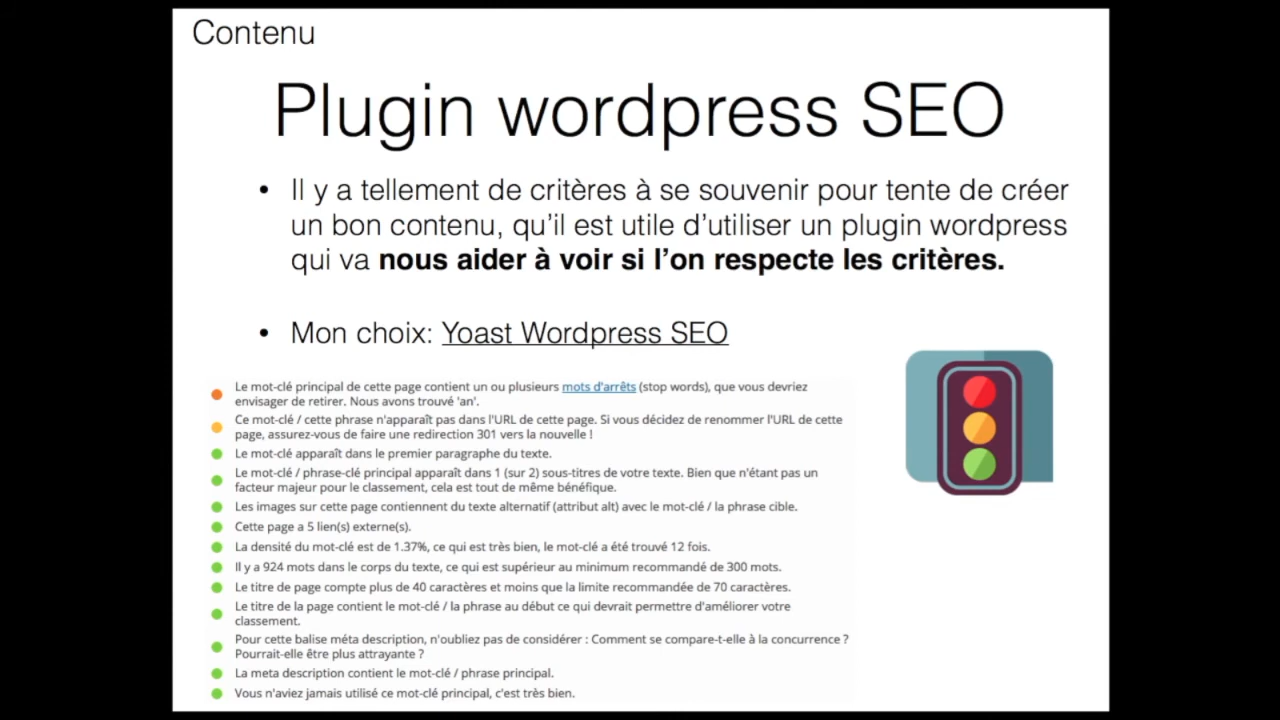 Contenu
Plugin wordpress SEO
• Il y a tellement de critères à se souvenir pour tente de créer
un bon contenu, qu'il est utile d'utiliser un plugin wordpress
qui va nous aider à voir si l'on respecte les critères.
• Mon choix: Yoast Wordpress SEO
Le mot-clé principal de cette page contient un ou plusieurs mots d'arrêts (stop words), que vous devriez
envisager de retirer. Nous avons trouvé 'an'.
Ce mot-clé / cette phrase n'apparaît pas dans l'URL de cette page. Si vous décidez de renommer l'URL de cette
page, assurez-vous de faire une redirection 301 vers la nouvelle !
Le mot-clé apparaît dans le premier paragraphe du texte.
Le mot-clé / phrase-clé principal apparaît dans 1 (sur 2) sous-titres de votre texte. Bien que n'étant pas un
facteur majeur pour le classement, cela est tout de même bénéfique.
Les images sur cette page contiennent du texte alternatif (attribut alt) avec le mot-clé / la phrase cible.
Cette page a 5 lien(s) externe(s).
La densité du mot-clé est de 1.37%, ce qui est très bien, le mot-clé a été trouvé 12 fois.
Il y a 924 mots dans le corps du texte, ce qui est supérieur au minimum recommandé de 300 mots.
Le titre de page compte plus de 40 caractères et moins que la limite recommandée de 70 caractères.
Le titre de la page contient le mot-clé / la phrase au début ce qui devrait permettre d'améliorer votre
classement.
Pour cette balise méta description, n'oubliez pas de considérer : Comment se compare-t-elle à la concurrence ?
Pourrait-elle être plus attrayante ?
La meta description contient le mot-clé / phrase principal.
Vous n'aviez jamais utilisé ce mot-clé principal, c'est très bien.